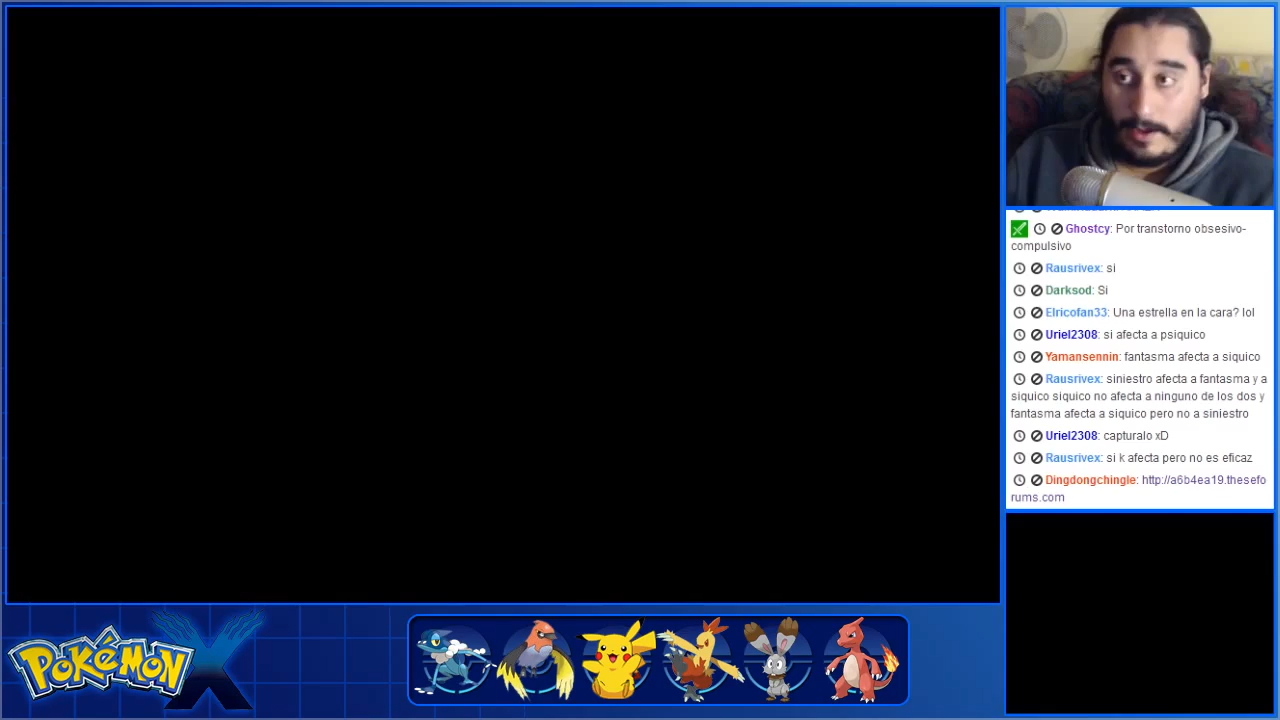 Ghostcy: Por transtorno obsesivo-
compulsivo
Rausrivex: si
Darksod: Si
Elricofan33: Una estrella en la cara? lol
Uriel2308: si afecta a psiquico
Yamansennin: fantasma afecta a siquico
Rausrivex: siniestro afecta a fantasma y a
siquico siquico no afecta a ninguno de los dos y
fantasma afecta a siquico pero no a siniestro
Uriel2308: capturalo xD
Rausrivex: si k afecta pero no es eficaz
Dingdongchingle: http://a6b4ea19.thesefo
rums.com
POKéMON X